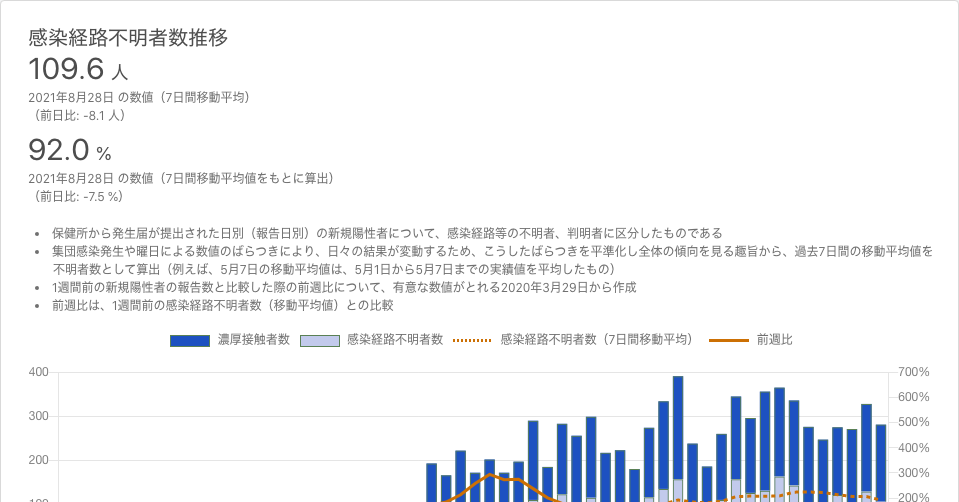 感染経路不明者数推移
109.6 人
2021年8月28日 の数値（7日間移動平均）
（前日比: -8.1 人）
92.0 %
2021年8月28日 の数値（7日間移動平均値をもとに算出）
（前日比: -7.5 %）
• 保健所から発生届が提出された日別（報告日別）の新規陽性者について、感染経路等の不明者、判明者に区分したものである
• 集団感染発生や曜日による数値のばらつきにより、日々の結果が変動するため、こうしたばらつきを平準化し全体の傾向を見る趣旨から、過去7日間の移動平均値を
不明者数として算出（例えば、5月7日の移動平均値は、5月1日から5月7日までの実績値を平均したもの）
• 1週間前の新規陽性者の報告数と比較した際の前週比について、有意な数値がとれる2020年3月29日から作成
• 前週比は、1週間前の感染経路不明者数（移動平均値）との比較
濃厚接触者数 感染経路不明者数 感染経路不明者数（7日間移動平均） 前週比
400 700%
600%
300 500%
400%
200 300%
100 200%